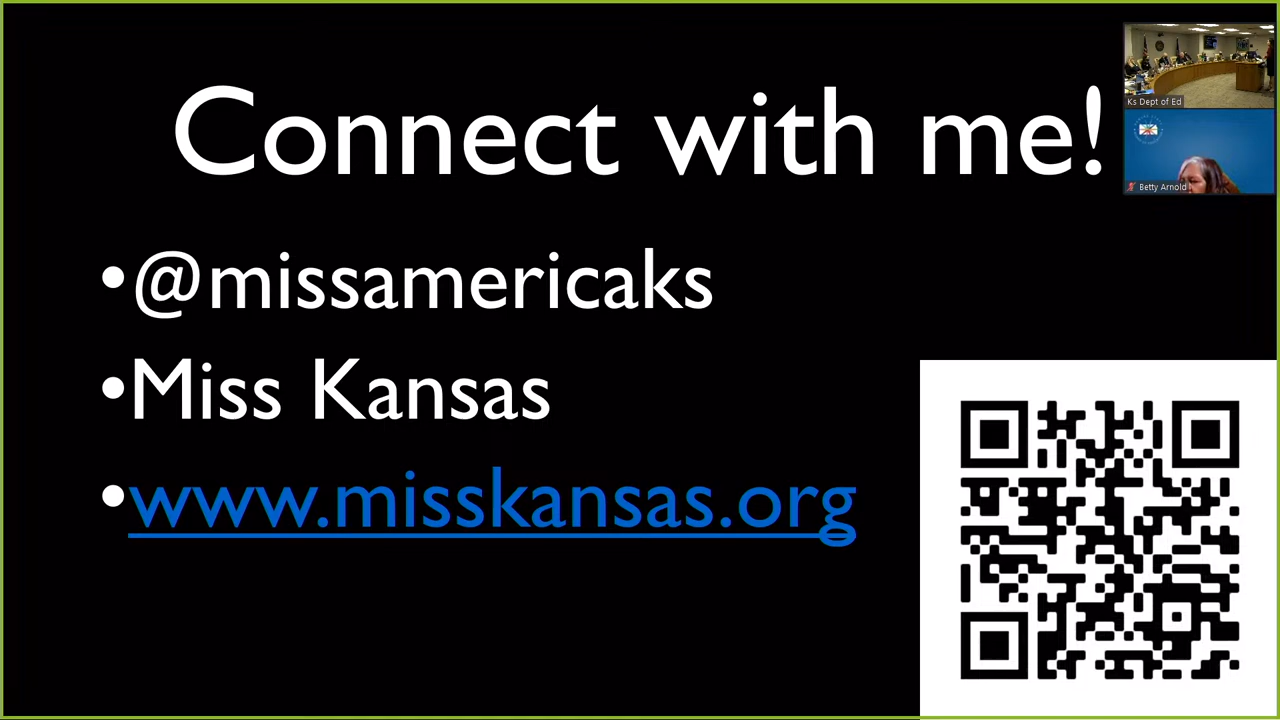 Connect with me!
•@missamericaks
•Miss Kansas
•www.misskansas.org
Ks Dept of Ed
Betty Arnold